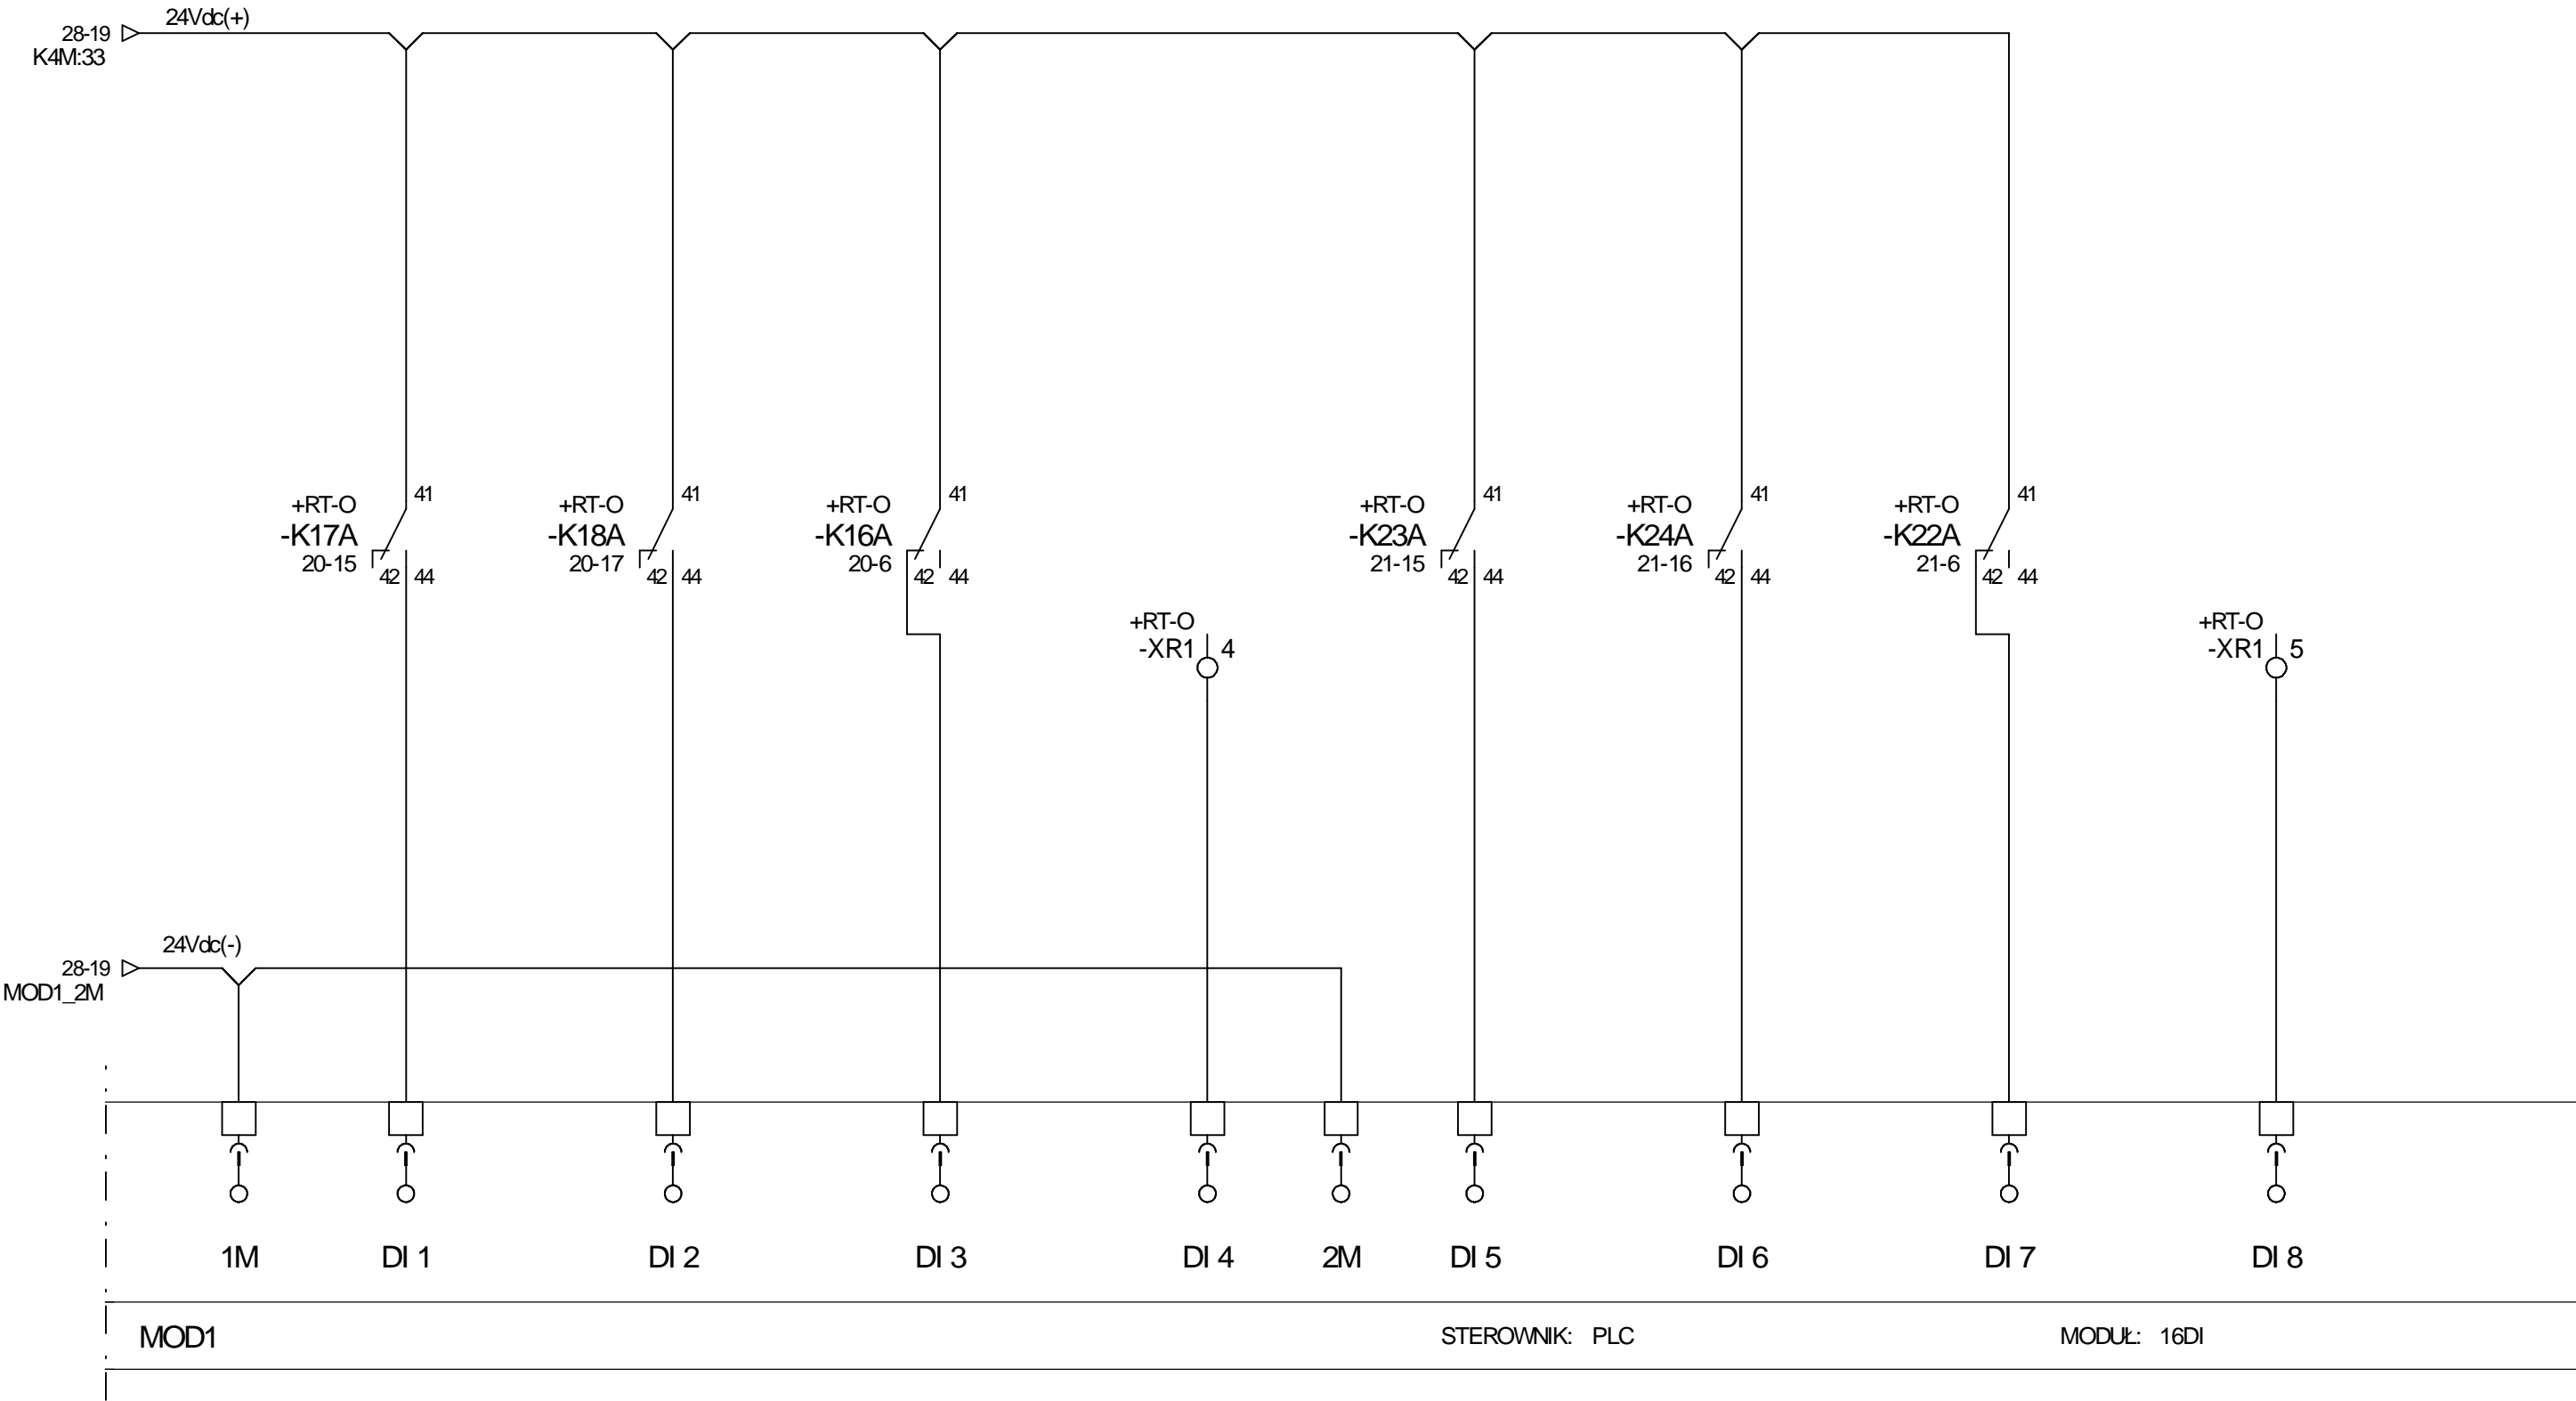 24Vdc(+)
28-19
K4M:33
+RT-O
-K17A
20-15
41
42 44
+RT-O
-K18A
20-17
41
42 44
+RT-O
-K16A
20-6
41
42 44
+RT-O
-XR1 4
+RT-O
-K23A
21-15
41
42 44
+RT-O
-K24A
21-16
41
42 44
+RT-O
-K22A
21-6
41
42 44
+RT-O
-XR1 5
24Vdc(-)
28-19
MOD1_2M
1M DI 1 DI 2 DI 3 DI 4 2M DI 5 DI 6 DI 7 DI 8
MOD1 STEROWNIK: PLC MODUŁ: 16DI